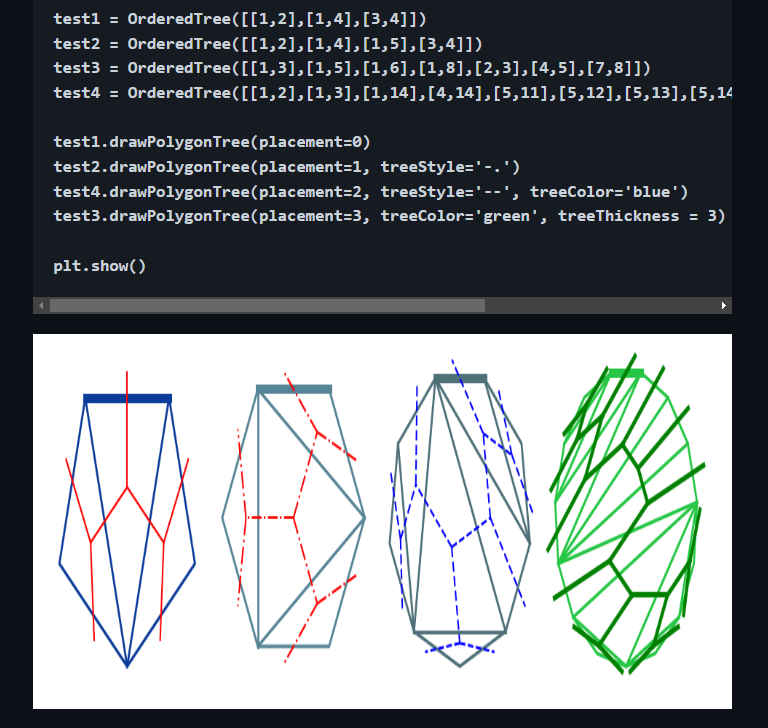 test1 = OrderedTree([[1,2],[1,4],[3,4]])
test2 = OrderedTree([[1,2],[1,4],[1,5],[3,4]])
test3 = OrderedTree([[1,3],[1,5],[1,6],[1,8],[2,3],[4,5],[7,8]])
test4 = OrderedTree([[1,2],[1,3],[1,14],[4,14],[5,11],[5,12],[5,13],[5,14
test1.drawPolygonTree(placement=0)
test2.drawPolygonTree(placement=1, treeStyle='-.')
test4.drawPolygonTree(placement=2, treeStyle='--', treeColor='blue')
test3.drawPolygonTree(placement=3, treeColor='green', treeThickness = 3)
plt.show()